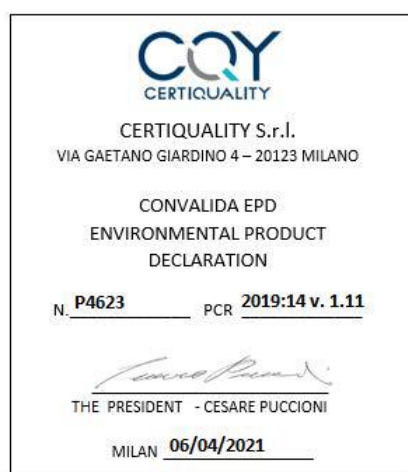 CQY
CERTIQUALITY
CERTIQUALITY S.r.l.
VIA GAETANO GIARDINO 4 – 20123 MILANO
CONVALIDA EPD
ENVIRONMENTAL PRODUCT
DECLARATION
N. P4623 PCR 2019:14 v. 1.11
THE PRESIDENT - CESARE PUCCIONI
MILAN 06/04/2021